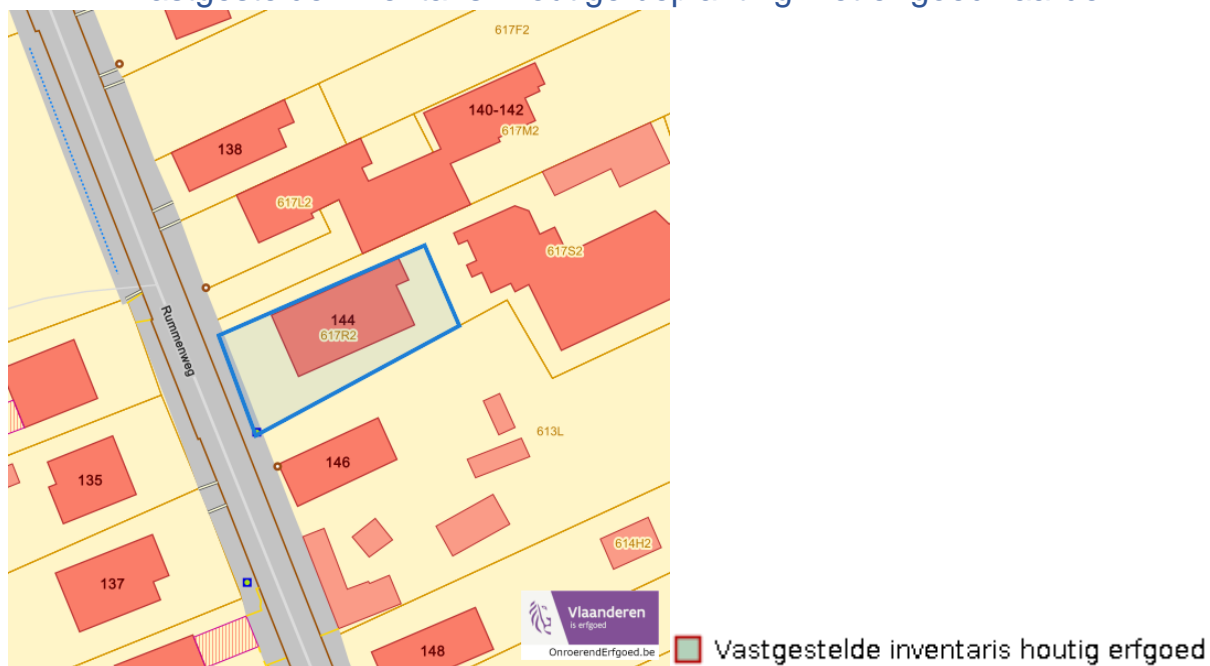 617F2
140-142
617M2
138
617L2
617S2
144
617R2
Rummenweg
613L
146
135
614H2
137
Vlaanderen
is erfgoed
148
OnroerendErfgoed.be
Vastgestelde inventaris houtig erfgoed